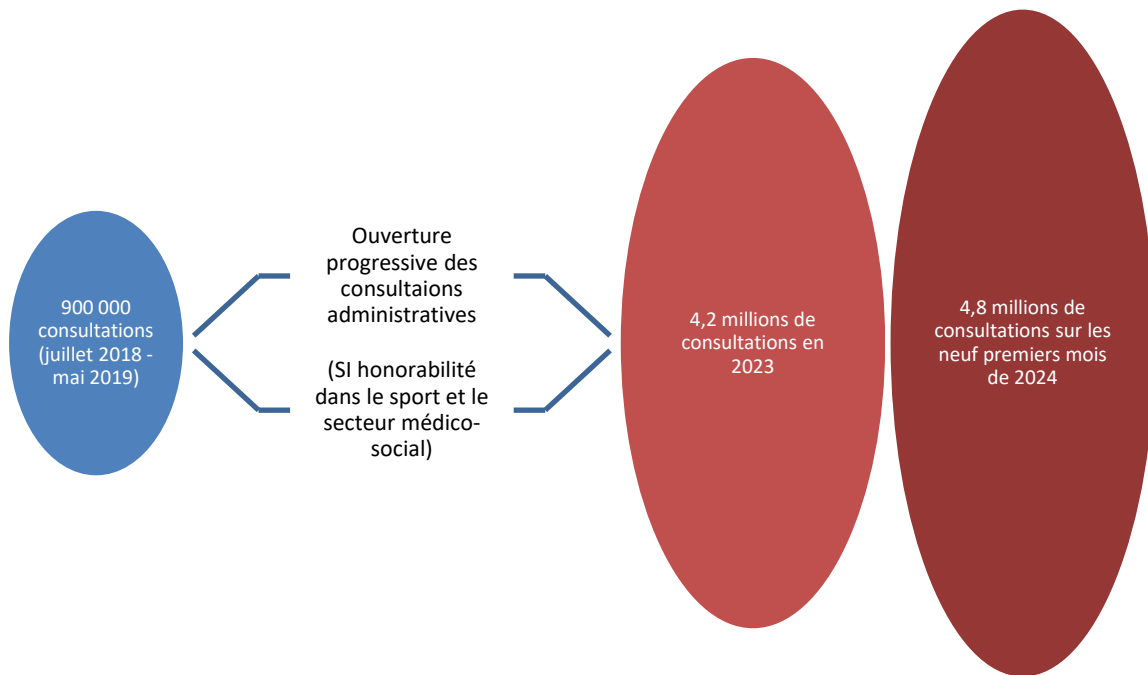 900 000
consultations
(juillet 2018 -
mai 2019)
Ouverture
progressive des
consultaions
administratives
(SI honorabilité
dans le sport et le
secteur médico-
social)
4,2 millions de
consultations en
2023
4,8 millions de
consultations sur les
neuf premiers mois
de 2024